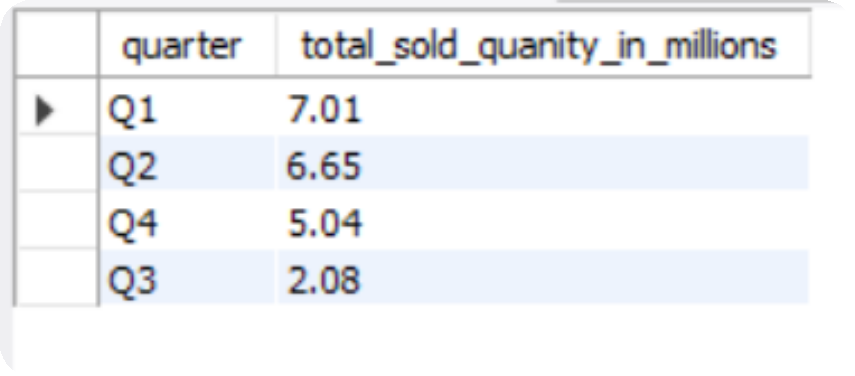 quarter total_sold_quanity_in_millions
Q1 7.01
Q2 6.65
Q4 5.04
Q3 2.08